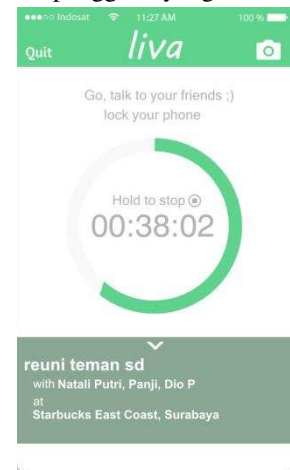 Indosat 11:27 AM 100 %
Quit liva
Go, talk to your friends ;)
lock your phone
Hold to stop
00:38:02
reuni teman sd
with Natali Putri, Panji, Dio P
at
Starbucks East Coast, Surabaya